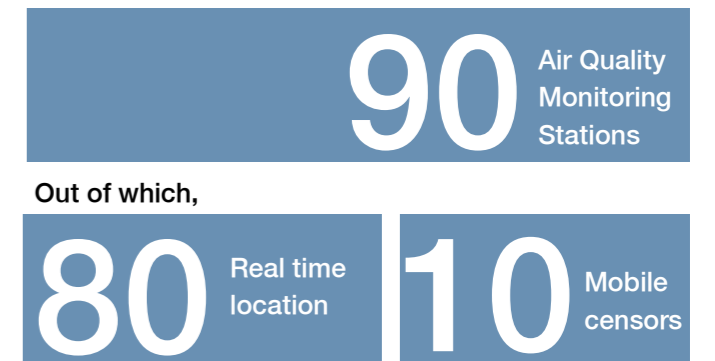 90
Air Quality
Monitoring
Stations
Out of which,
80
Real time
location
10
Mobile
censors